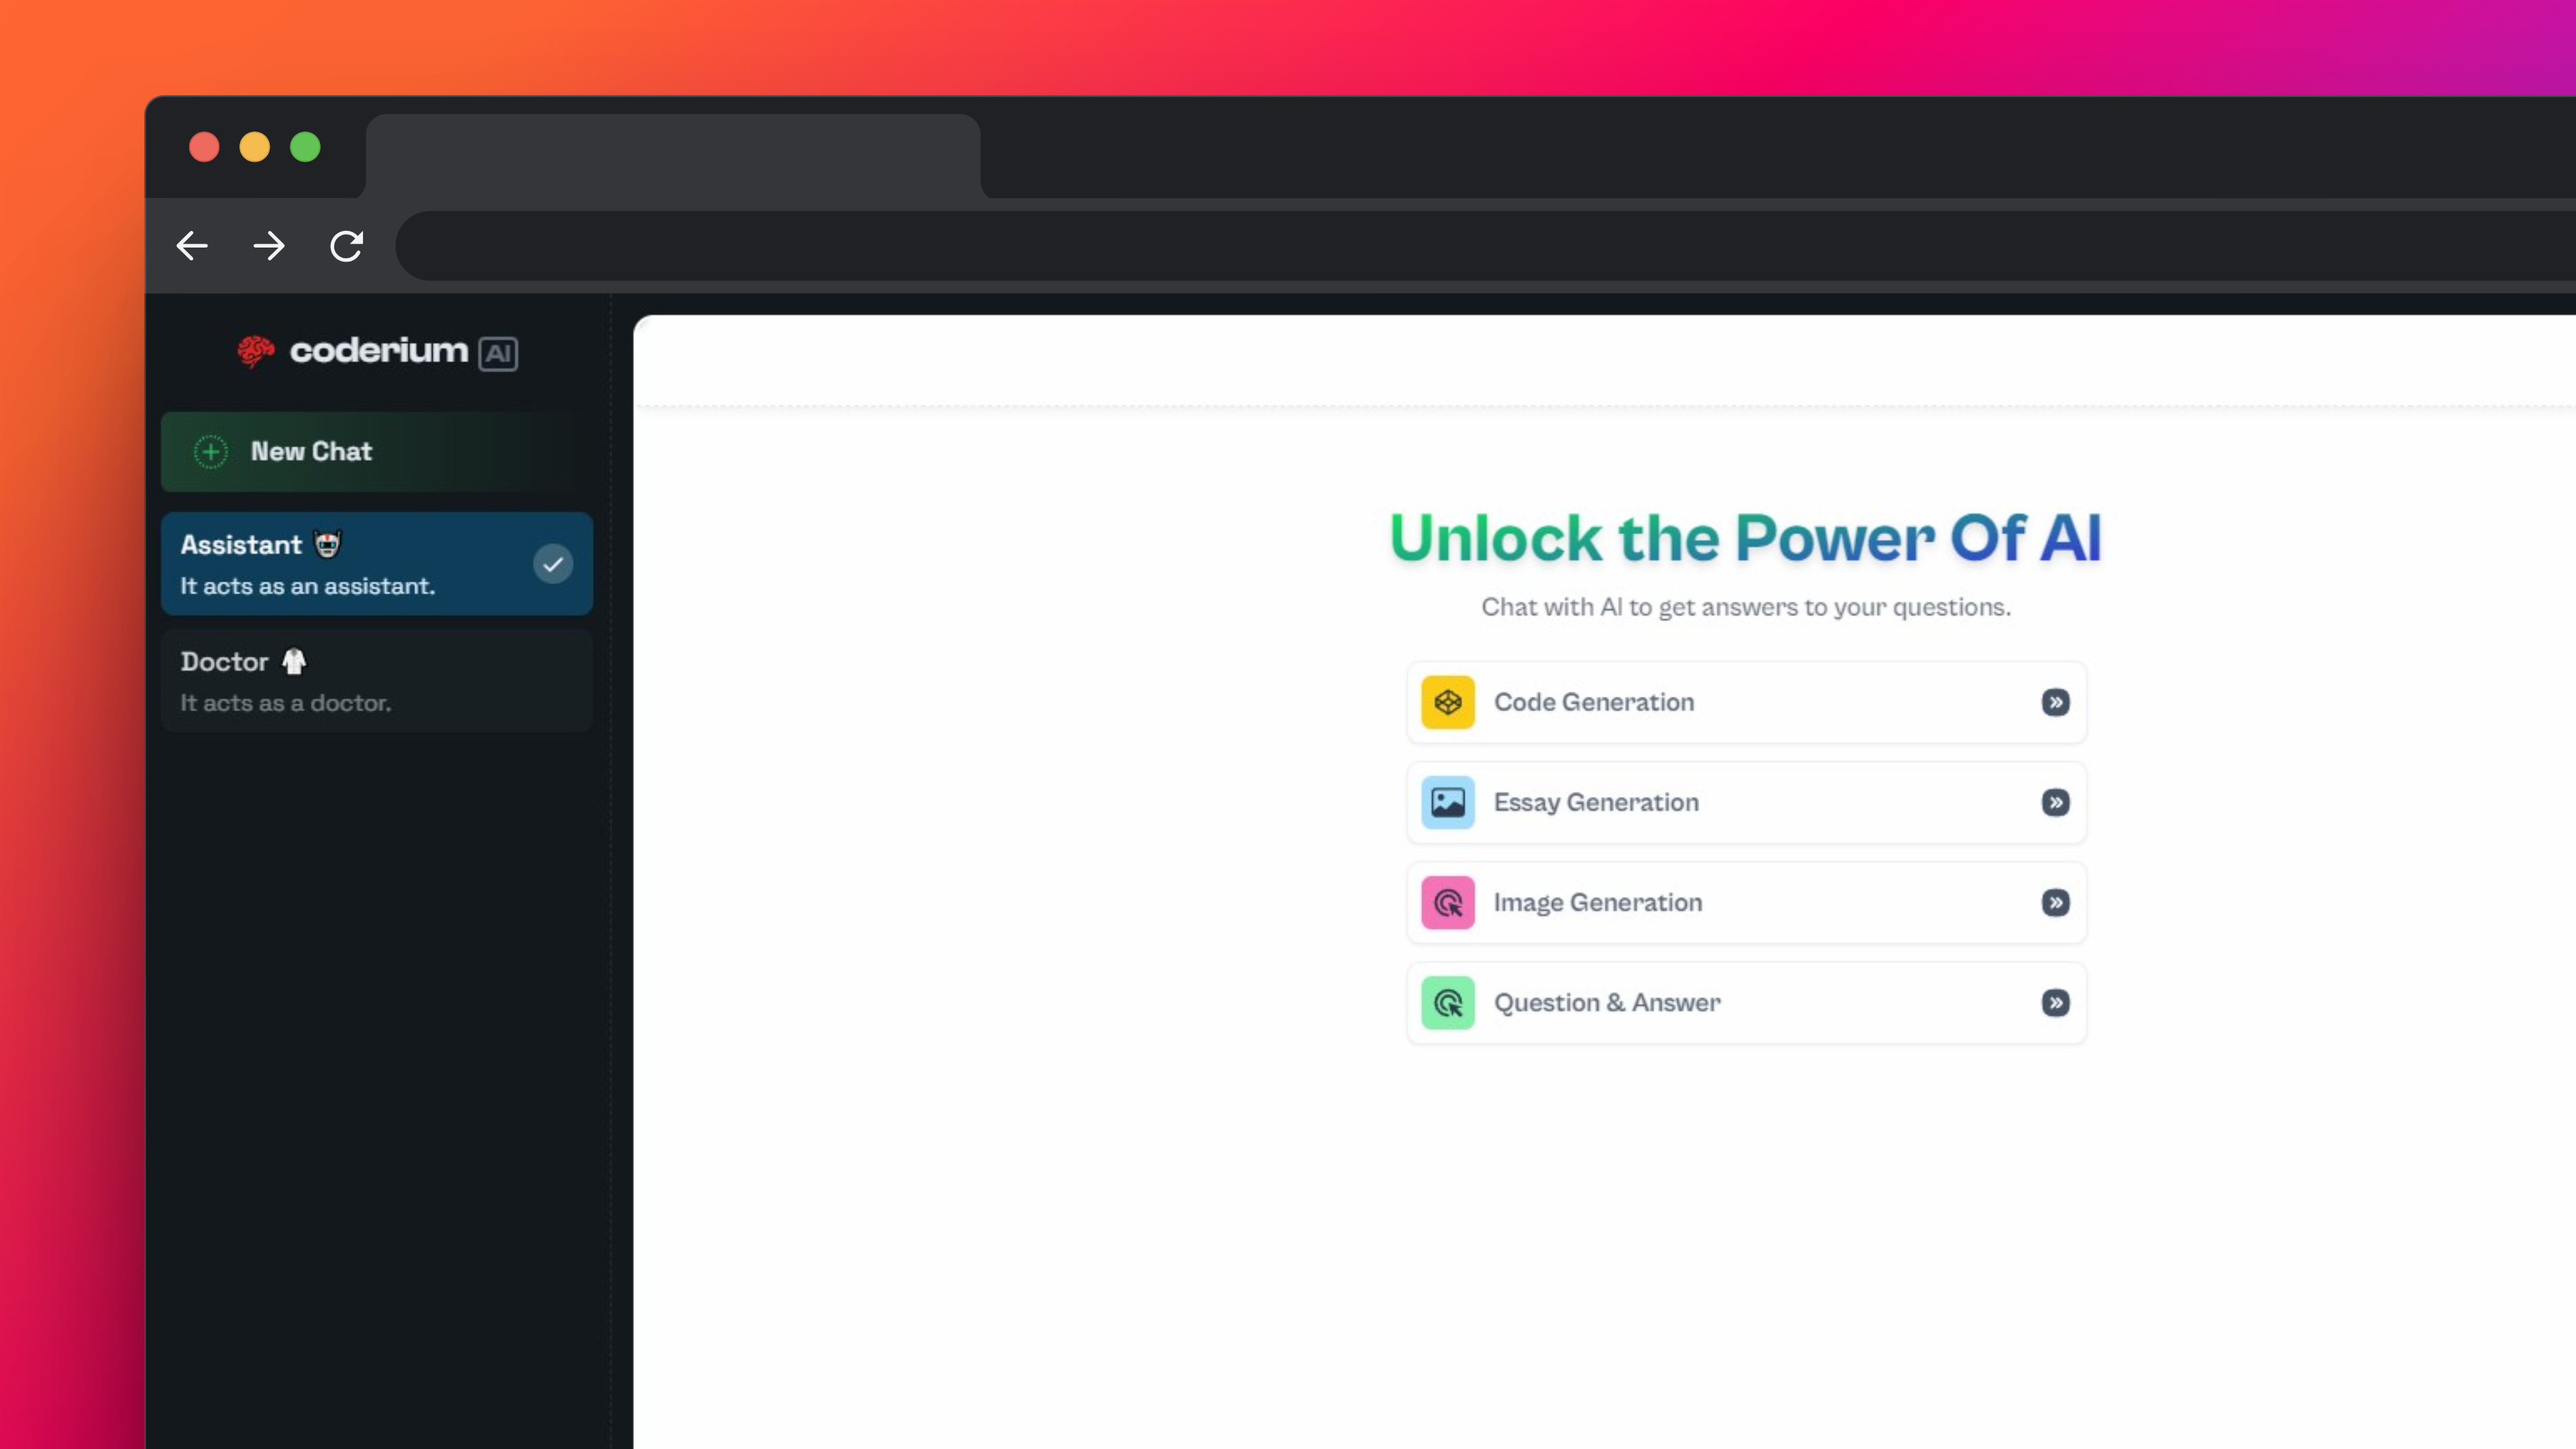 coderium AI
New Chat
Assistant
It acts as an assistant.
Doctor
It acts as a doctor.
Unlock the Power Of AI
Chat with AI to get answers to your questions.
Code Generation
Essay Generation
Image Generation
Question & Answer